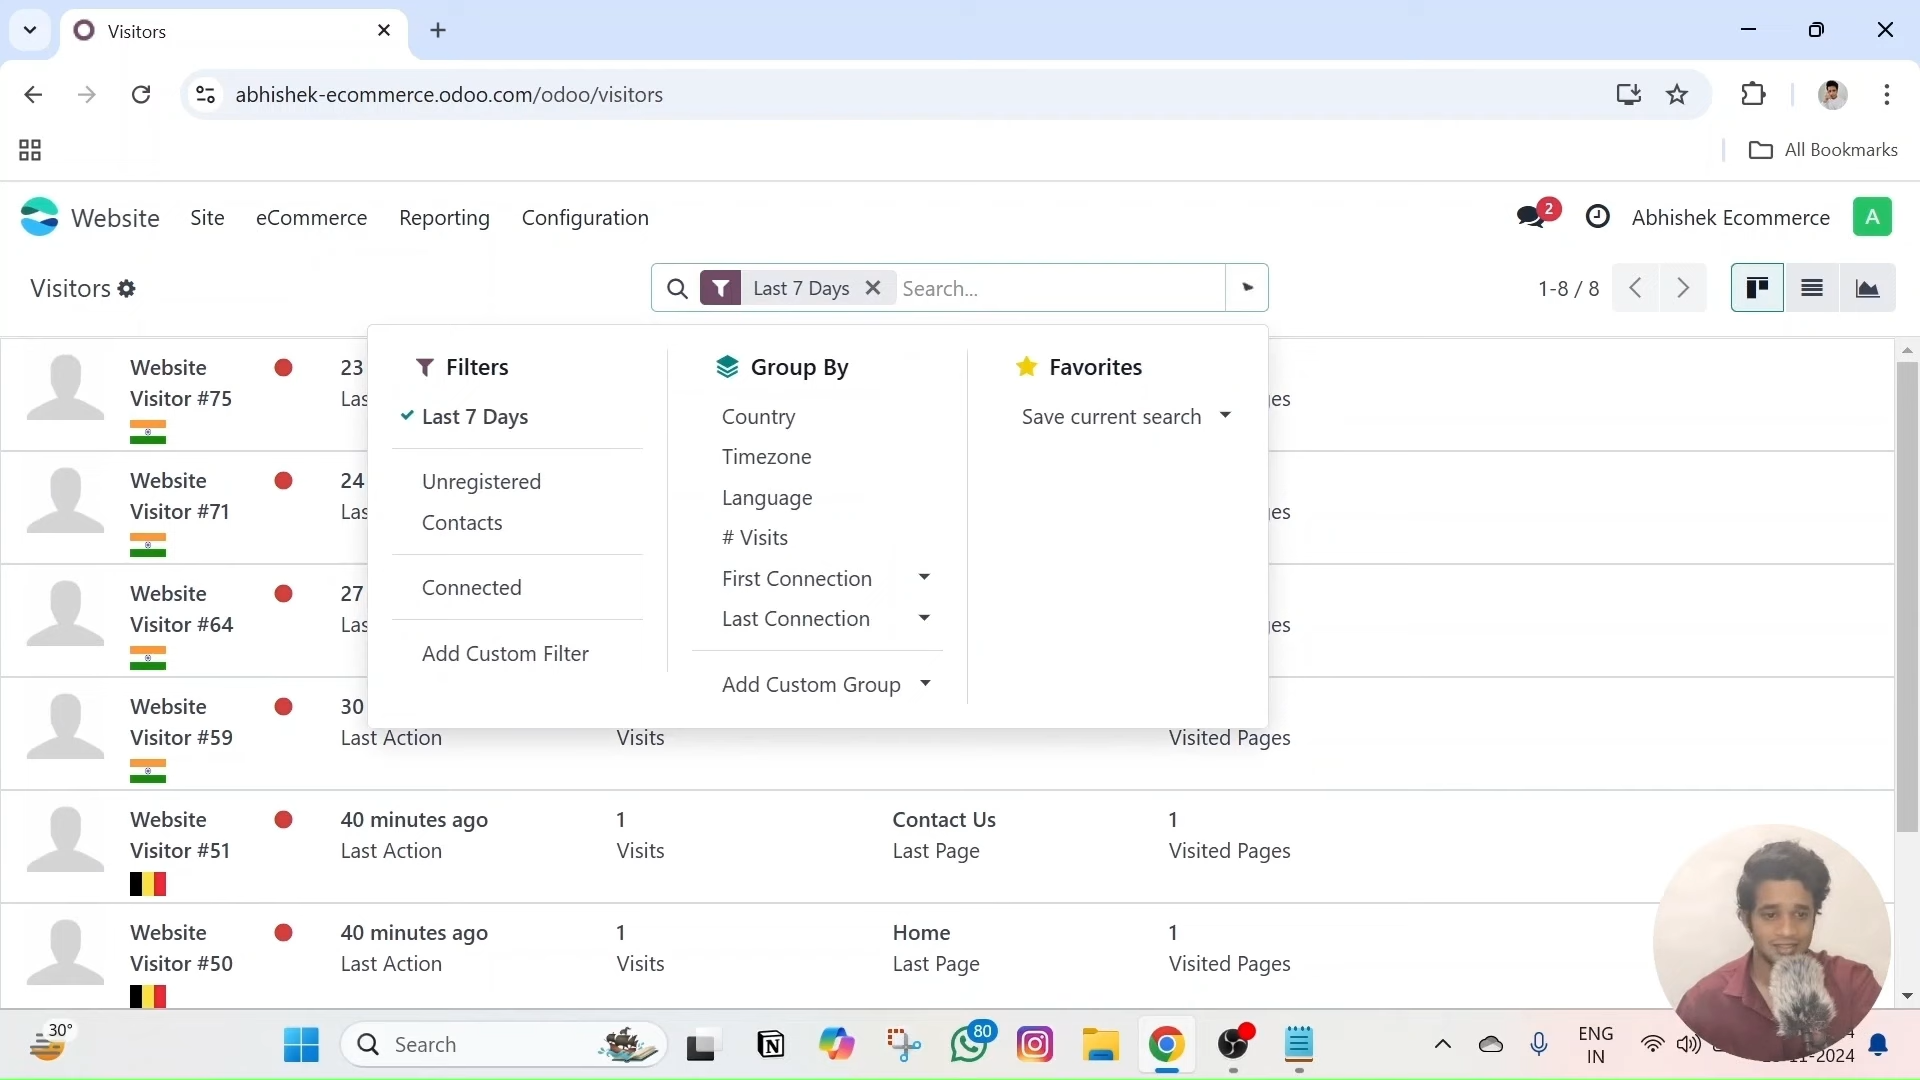 Visitors
abhishek-ecommerce.odoo.com/odoo/visitors
All Bookmarks
Website Site eCommerce Reporting Configuration
2 Abhishek Ecommerce A
Visitors
Last 7 Days Search...
1-8 / 8
Filters
Last 7 Days
Unregistered
Contacts
Connected
Add Custom Filter
Group By
Country
Timezone
Language
# Visits
First Connection
Last Connection
Add Custom Group
Favorites
Save current search
Website
Visitor #75
23
Website
Visitor #71
24
Website
Visitor #64
27
Website
Visitor #59
30
Last Action
Visits
Visited Pages
Website
Visitor #51
40 minutes ago
Last Action
1
Visits
Contact Us
Last Page
1
Visited Pages
Website
Visitor #50
40 minutes ago
Last Action
1
Visits
Home
Last Page
1
Visited Pages
30°
Search
80
ENG
IN
-2024